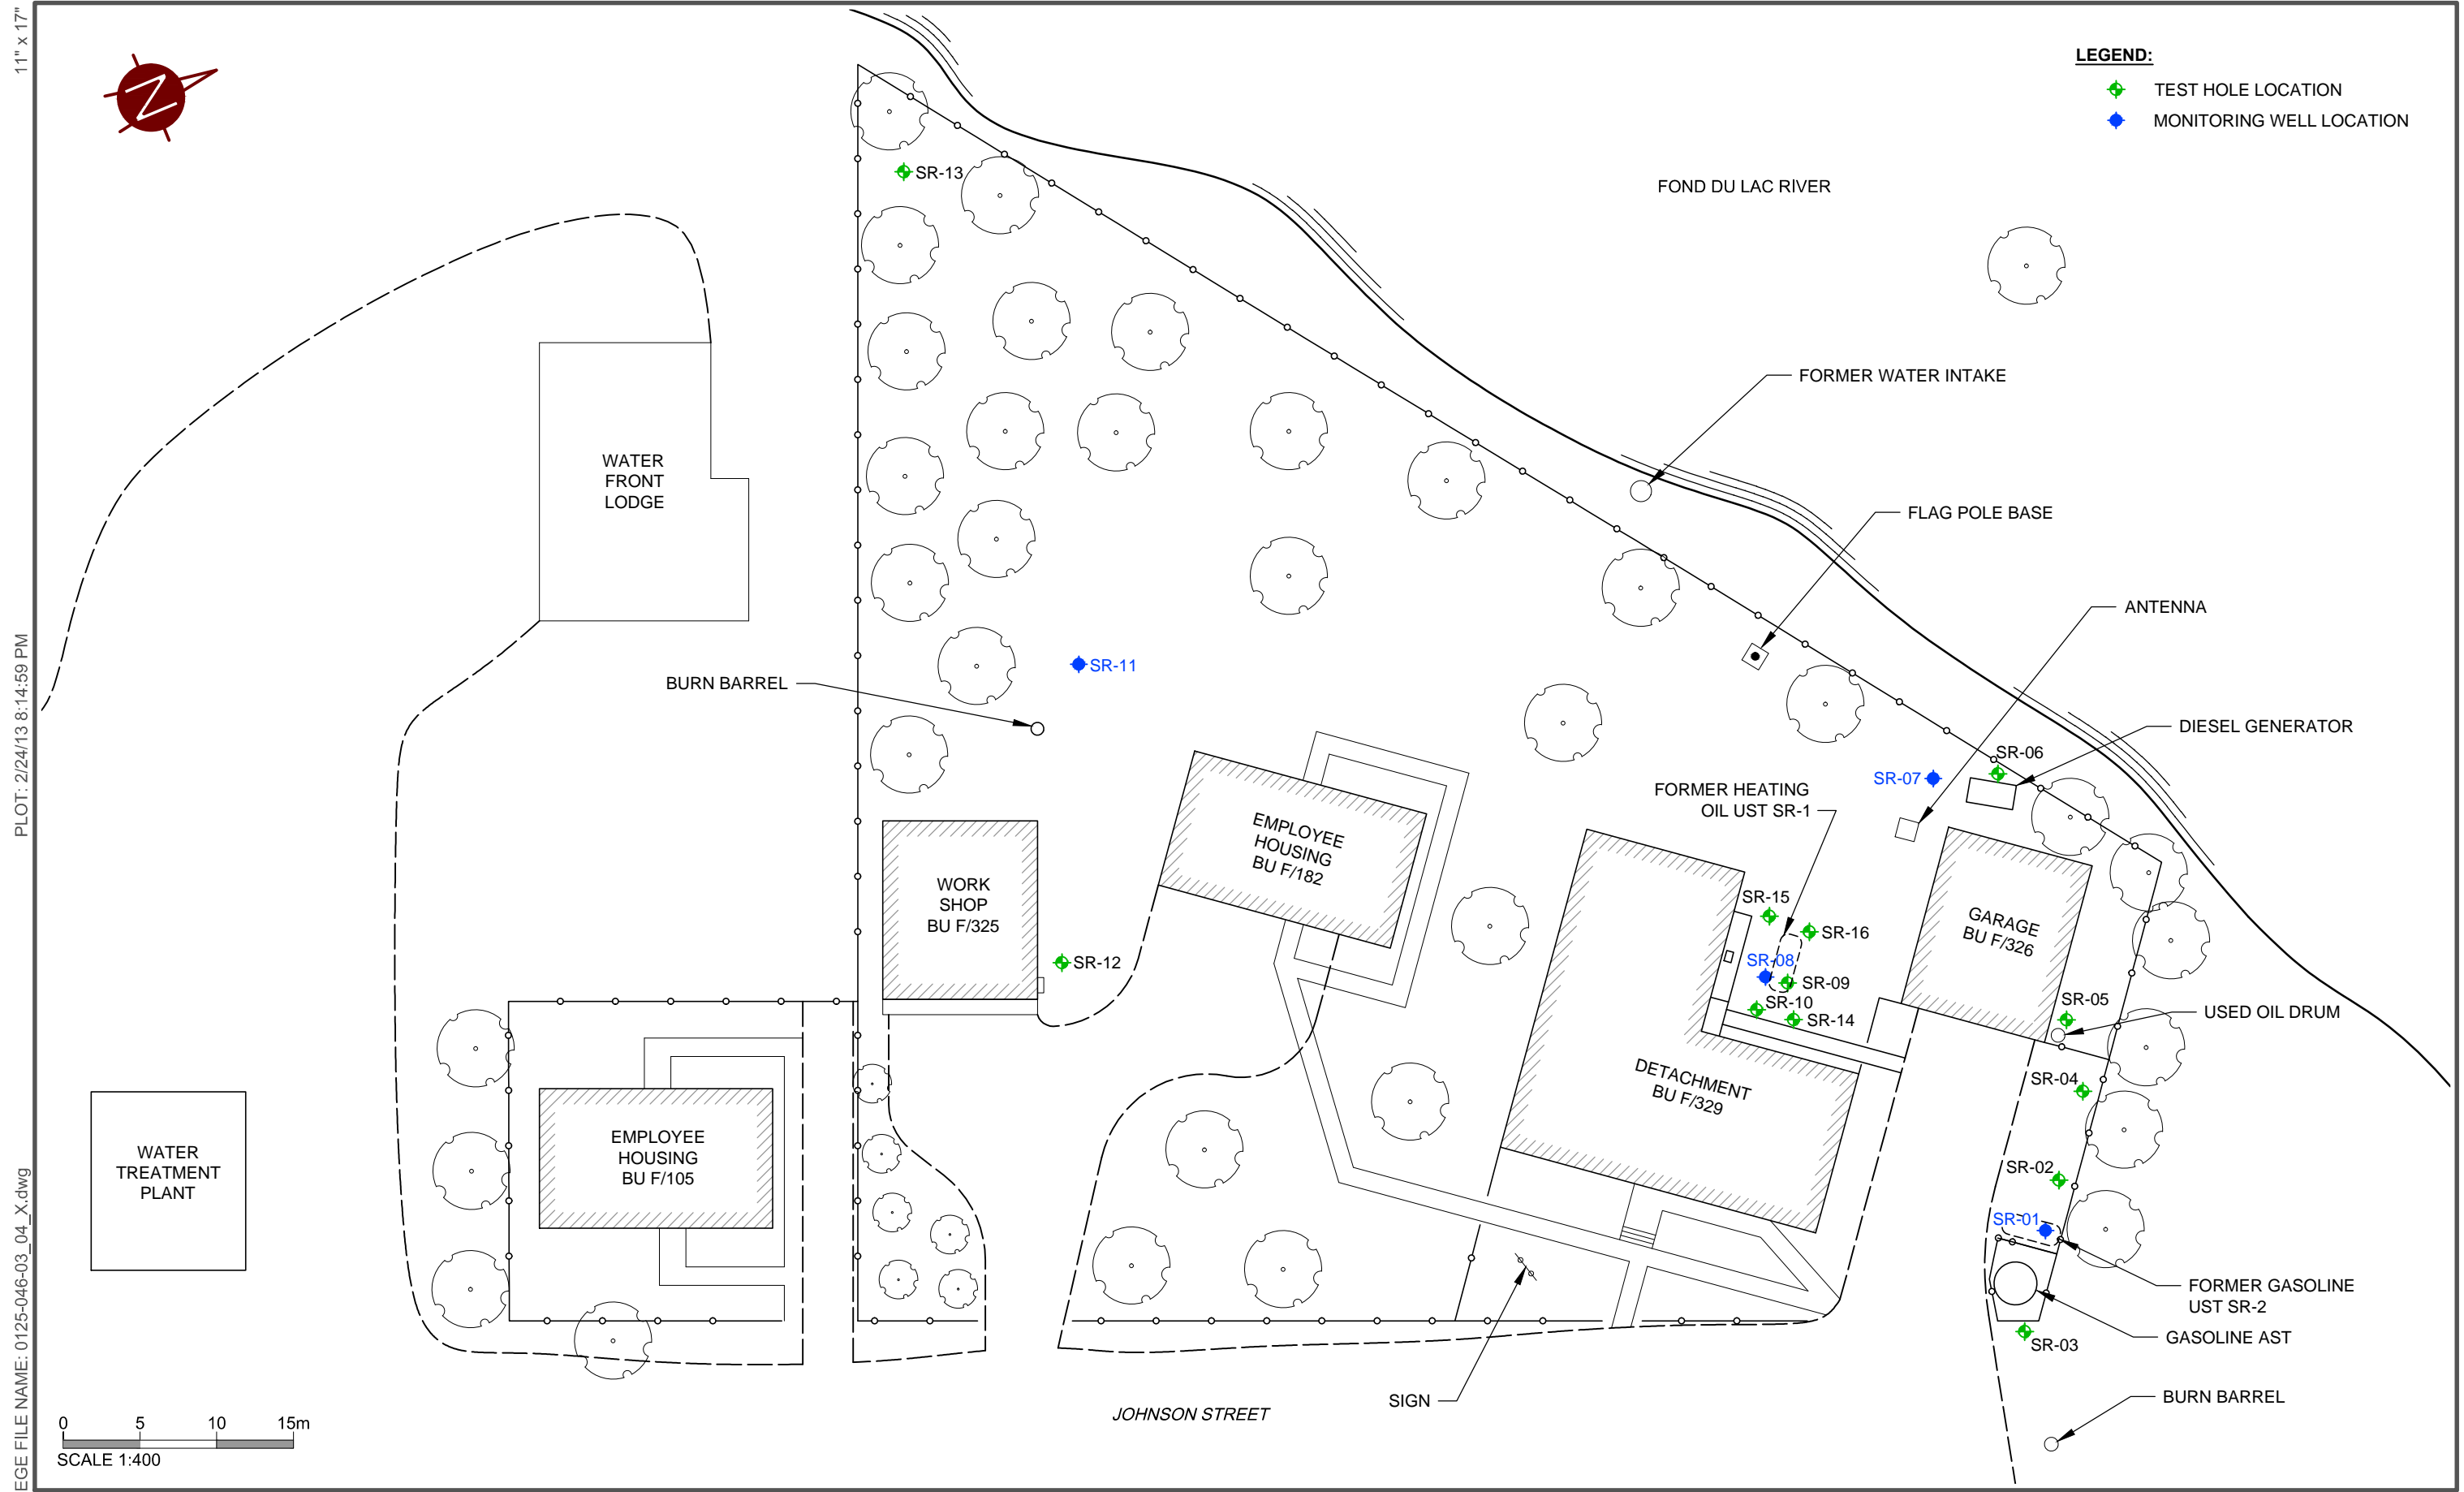 11" x 17"
PLOT: 2/24/13 8:14:59 PM
EGE FILE NAME: 0125-046-03_04_X.dwg
N
LEGEND:
TEST HOLE LOCATION
MONITORING WELL LOCATION
SR-13
FOND DU LAC RIVER
FORMER WATER INTAKE
WATER
FRONT
LODGE
FLAG POLE BASE
ANTENNA
SR-11
BURN BARREL
DIESEL GENERATOR
SR-06
SR-07
FORMER HEATING
OIL UST SR-1
EMPLOYEE
HOUSING
BU F/182
WORK
SHOP
BU F/325
SR-15
SR-16
GARAGE
BU F/326
SR-12
SR-08
SR-09
SR-10
SR-14
SR-05
USED OIL DRUM
DETACHMENT
BU F/329
SR-04
EMPLOYEE
HOUSING
BU F/105
WATER
TREATMENT
PLANT
SR-02
SR-01
FORMER GASOLINE
UST SR-2
GASOLINE AST
SR-03
SIGN
JOHNSON STREET
BURN BARREL
0 5 10 15m
SCALE 1:400